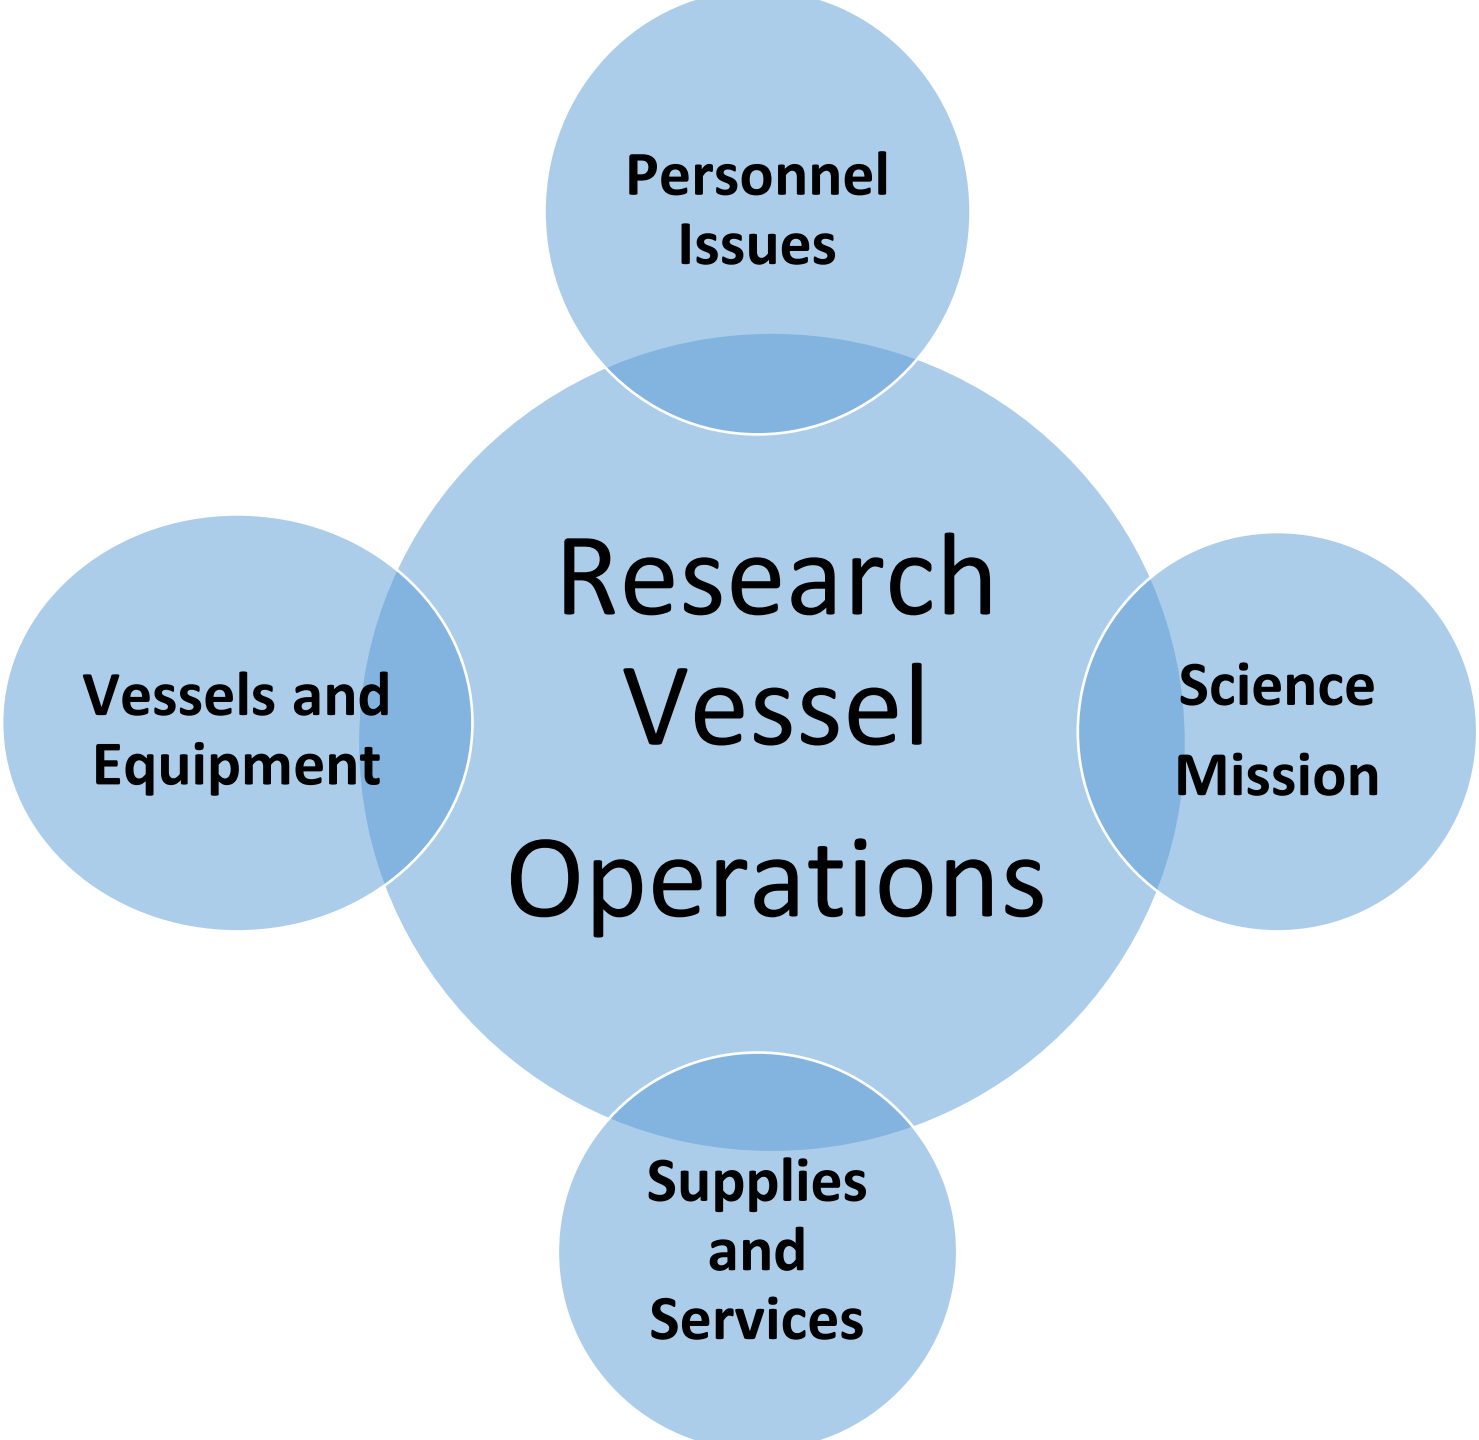 Personnel
Issues
Research
Vessel
Operations
Vessels and
Equipment
Science
Mission
Supplies
and
Services